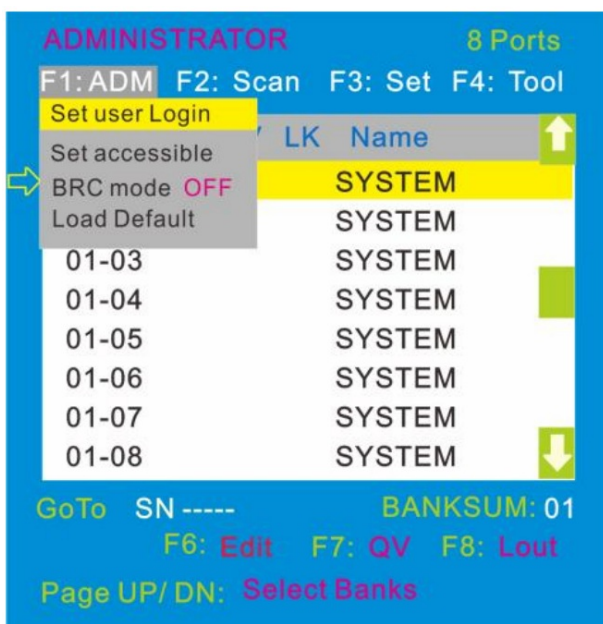 ADMINISTRATOR 8 Ports
F1: ADM F2: Scan F3: Set F4: Tool
Set user Login
LK Name
Set accessible
BRC mode OFF SYSTEM
Load Default SYSTEM
01-03 SYSTEM
01-04 SYSTEM
01-05 SYSTEM
01-06 SYSTEM
01-07 SYSTEM
01-08 SYSTEM
GoTo SN ----- BANKSUM: 01
F6: Edit F7: QV F8: Lout
Page UP/ DN: Select Banks